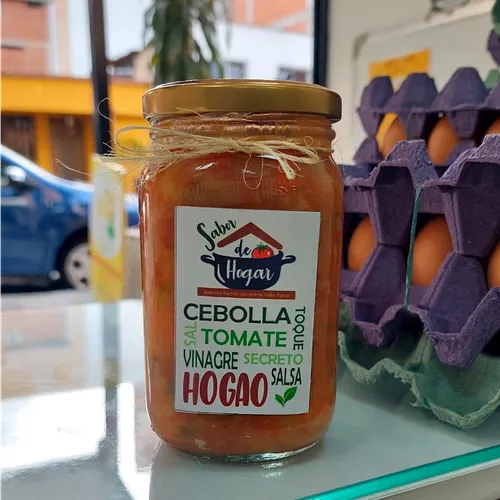 Sabor
de
Hogar
CEBOLLA
SAL
TOMATE
TOQUE
VINAGRE
SECRETO
HOGAO
SALSA